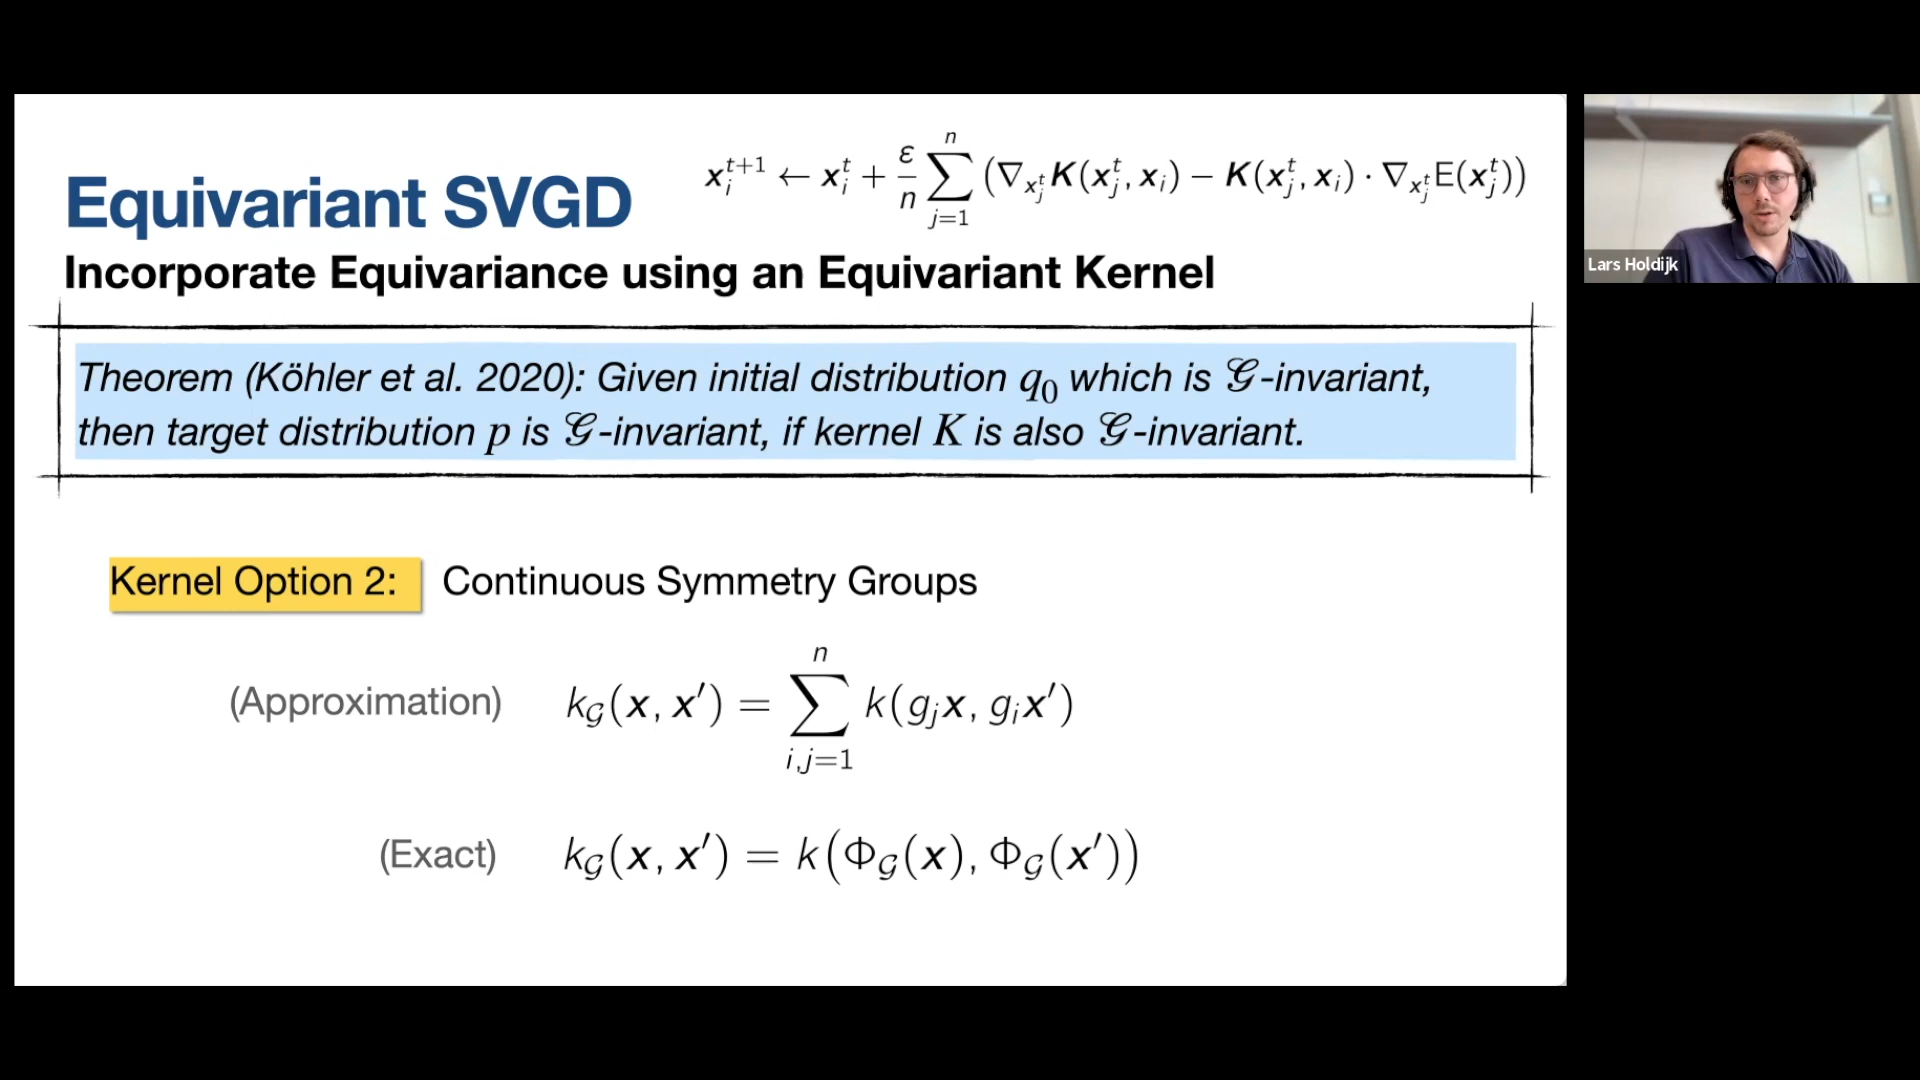 Equivariant SVGD
x_i^{t+1} ← x_i^t + ε/n ∑_{j=1}^{n} (∇_{x_j^t} K(x_j^t, x_i) − K(x_j^t, x_i) · ∇_{x_j^t} E(x_j^t))
Incorporate Equivariance using an Equivariant Kernel
Theorem (Köhler et al. 2020): Given initial distribution q_0 which is 𝒢-invariant,
then target distribution p is 𝒢-invariant, if kernel K is also 𝒢-invariant.
Kernel Option 2: Continuous Symmetry Groups
(Approximation) k_𝒢(x, x′) = ∑_{i,j=1}^{n} k(g_j x, g_i x′)
(Exact) k_𝒢(x, x′) = k(Φ_𝒢(x), Φ_𝒢(x′))
Lars Holdijk